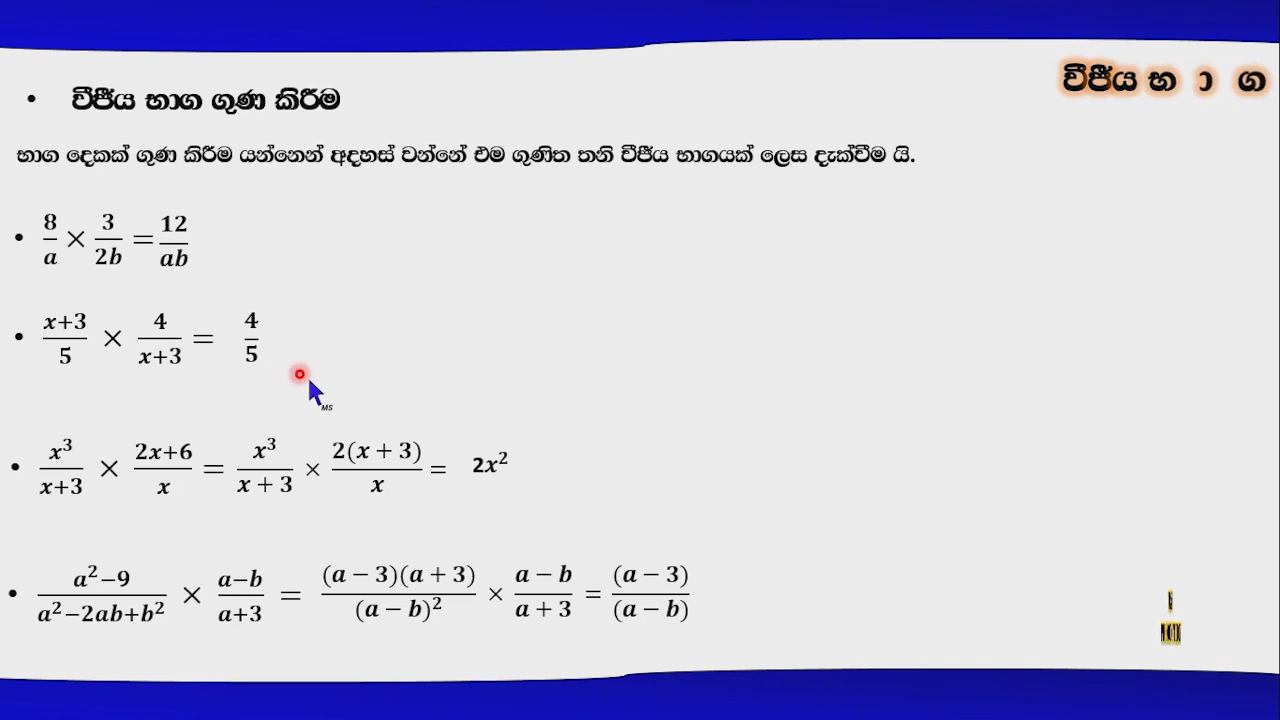 වීජීය භා ග
• වීජීය භාග ගුණ කිරීම
භාග දෙකක් ගුණ කිරීම යන්නෙන් අදහස් වන්නේ එම ගුණිත තනි වීජීය භාගයක් ලෙස දැක්වීම යි.
• 8/a × 3/2b = 12/ab
• x+3/5 × 4/x+3 = 4/5
MS
• x³/x+3 × 2x+6/x = x³/x + 3 × 2(x + 3)/x = 2x²
• a²−9/a²−2ab+b² × a−b/a+3 = (a − 3)(a + 3)/(a − b)² × a − b/a + 3 = (a − 3)/(a − b)